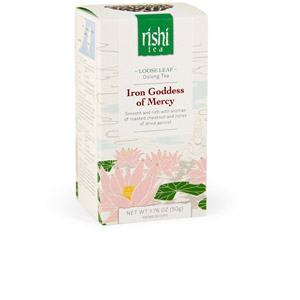 rishi
tea
- LOOSE LEAF -
Oolong Tea
Iron Goddess
of Mercy
Smooth and rich with aromas
of roasted chestnut and notes
of dried apricot
NET WT 1.76 OZ (50g)